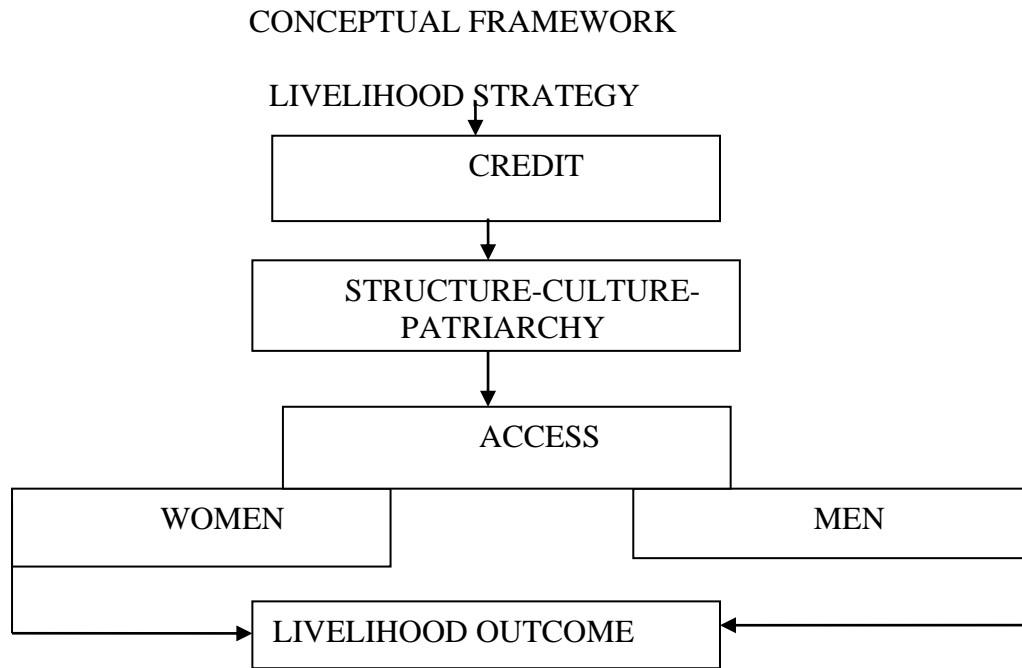 CONCEPTUAL FRAMEWORK
LIVELIHOOD STRATEGY
CREDIT
STRUCTURE-CULTURE-
PATRIARCHY
ACCESS
WOMEN
MEN
LIVELIHOOD OUTCOME